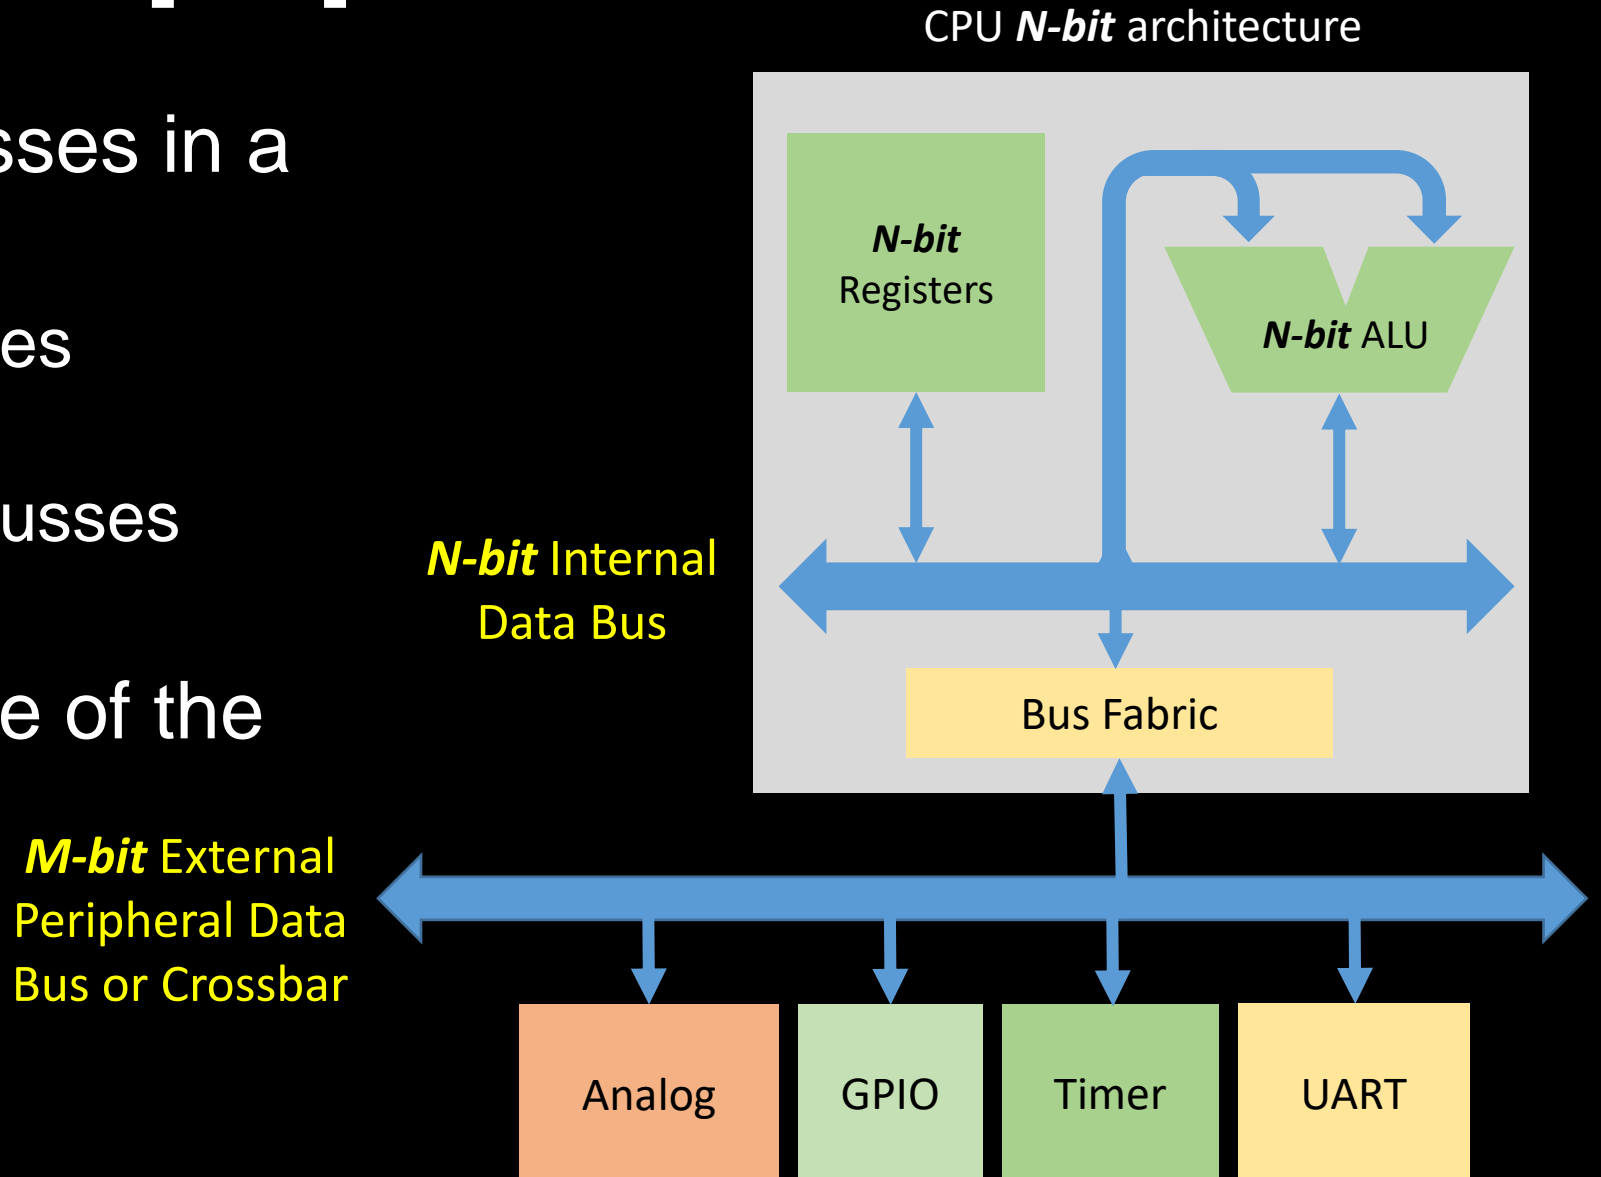 CPU N-bit architecture
sses in a
es
usses
e of the
N-bit
Registers
N-bit ALU
N-bit Internal
Data Bus
Bus Fabric
M-bit External
Peripheral Data
Bus or Crossbar
Analog
GPIO
Timer
UART